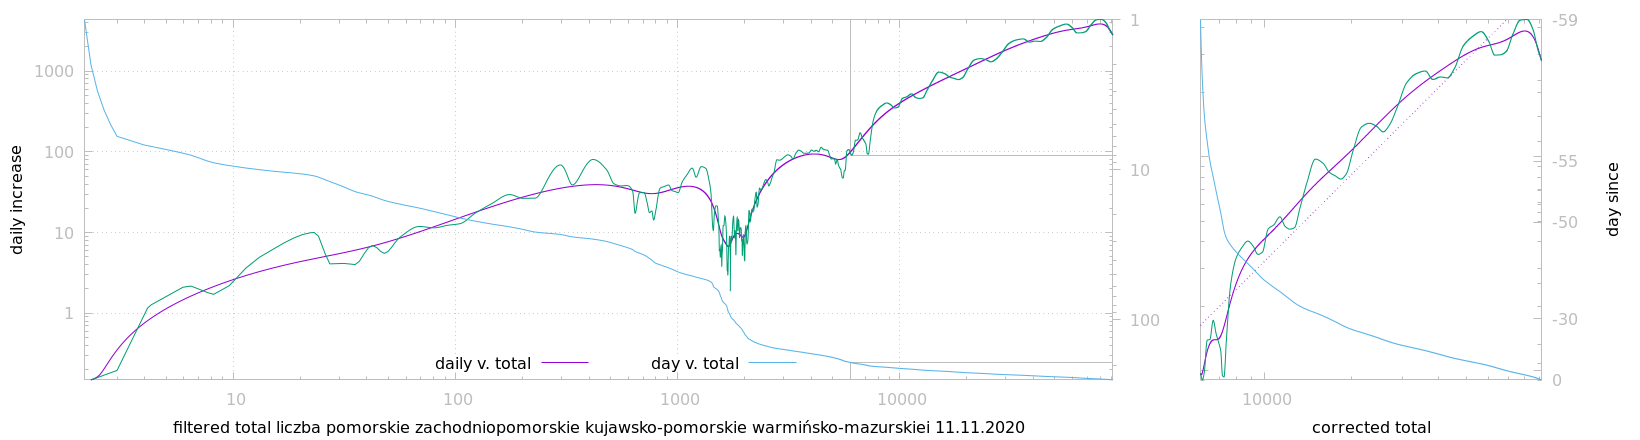 1000
100
10
1
daily increase
1
10
100
daily v. total
day v. total
10
100
1000
10000
filtered total liczba pomorskie zachodniopomorskie kujawsko-pomorskie warmińsko-mazurskiei 11.11.2020
-59
-55
-50
-30
0
day since
10000
corrected total